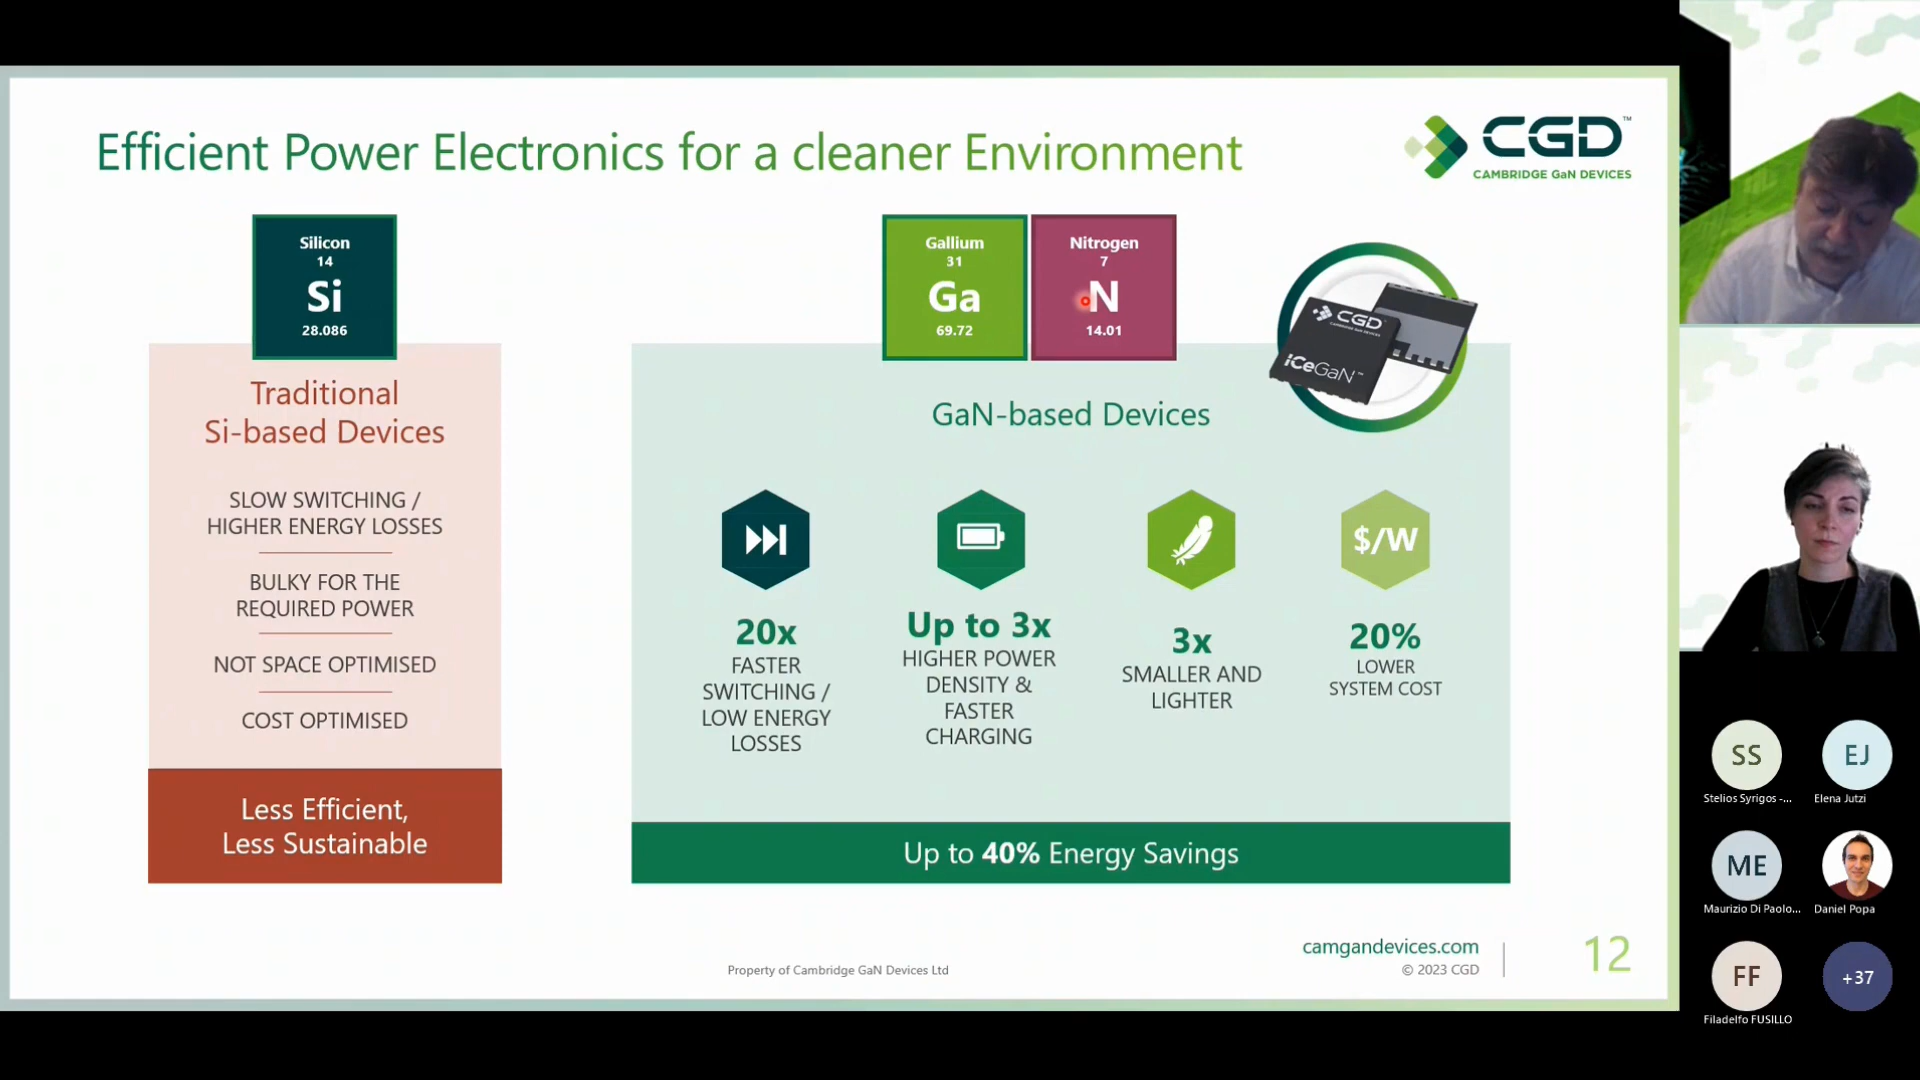 Efficient Power Electronics for a cleaner Environment
CGD™
CAMBRIDGE GaN DEVICES
Silicon
14
Si
28.086
Traditional
Si-based Devices
SLOW SWITCHING /
HIGHER ENERGY LOSSES
BULKY FOR THE
REQUIRED POWER
NOT SPACE OPTIMISED
COST OPTIMISED
Less Efficient,
Less Sustainable
Gallium
31
Ga
69.72
Nitrogen
7
N
14.01
CGD
CAMBRIDGE GaN DEVICES
iCeGaN™
GaN-based Devices
20x
FASTER
SWITCHING /
LOW ENERGY
LOSSES
Up to 3x
HIGHER POWER
DENSITY &
FASTER
CHARGING
3x
SMALLER AND
LIGHTER
$/W
20%
LOWER
SYSTEM COST
Up to 40% Energy Savings
Property of Cambridge GaN Devices Ltd
camgandevices.com
© 2023 CGD
12
SS
Stelios Syrigos -...
EJ
Elena Jutzi
ME
Maurizio Di Paolo...
Daniel Popa
FF
Filadelfo FUSILLO
+37